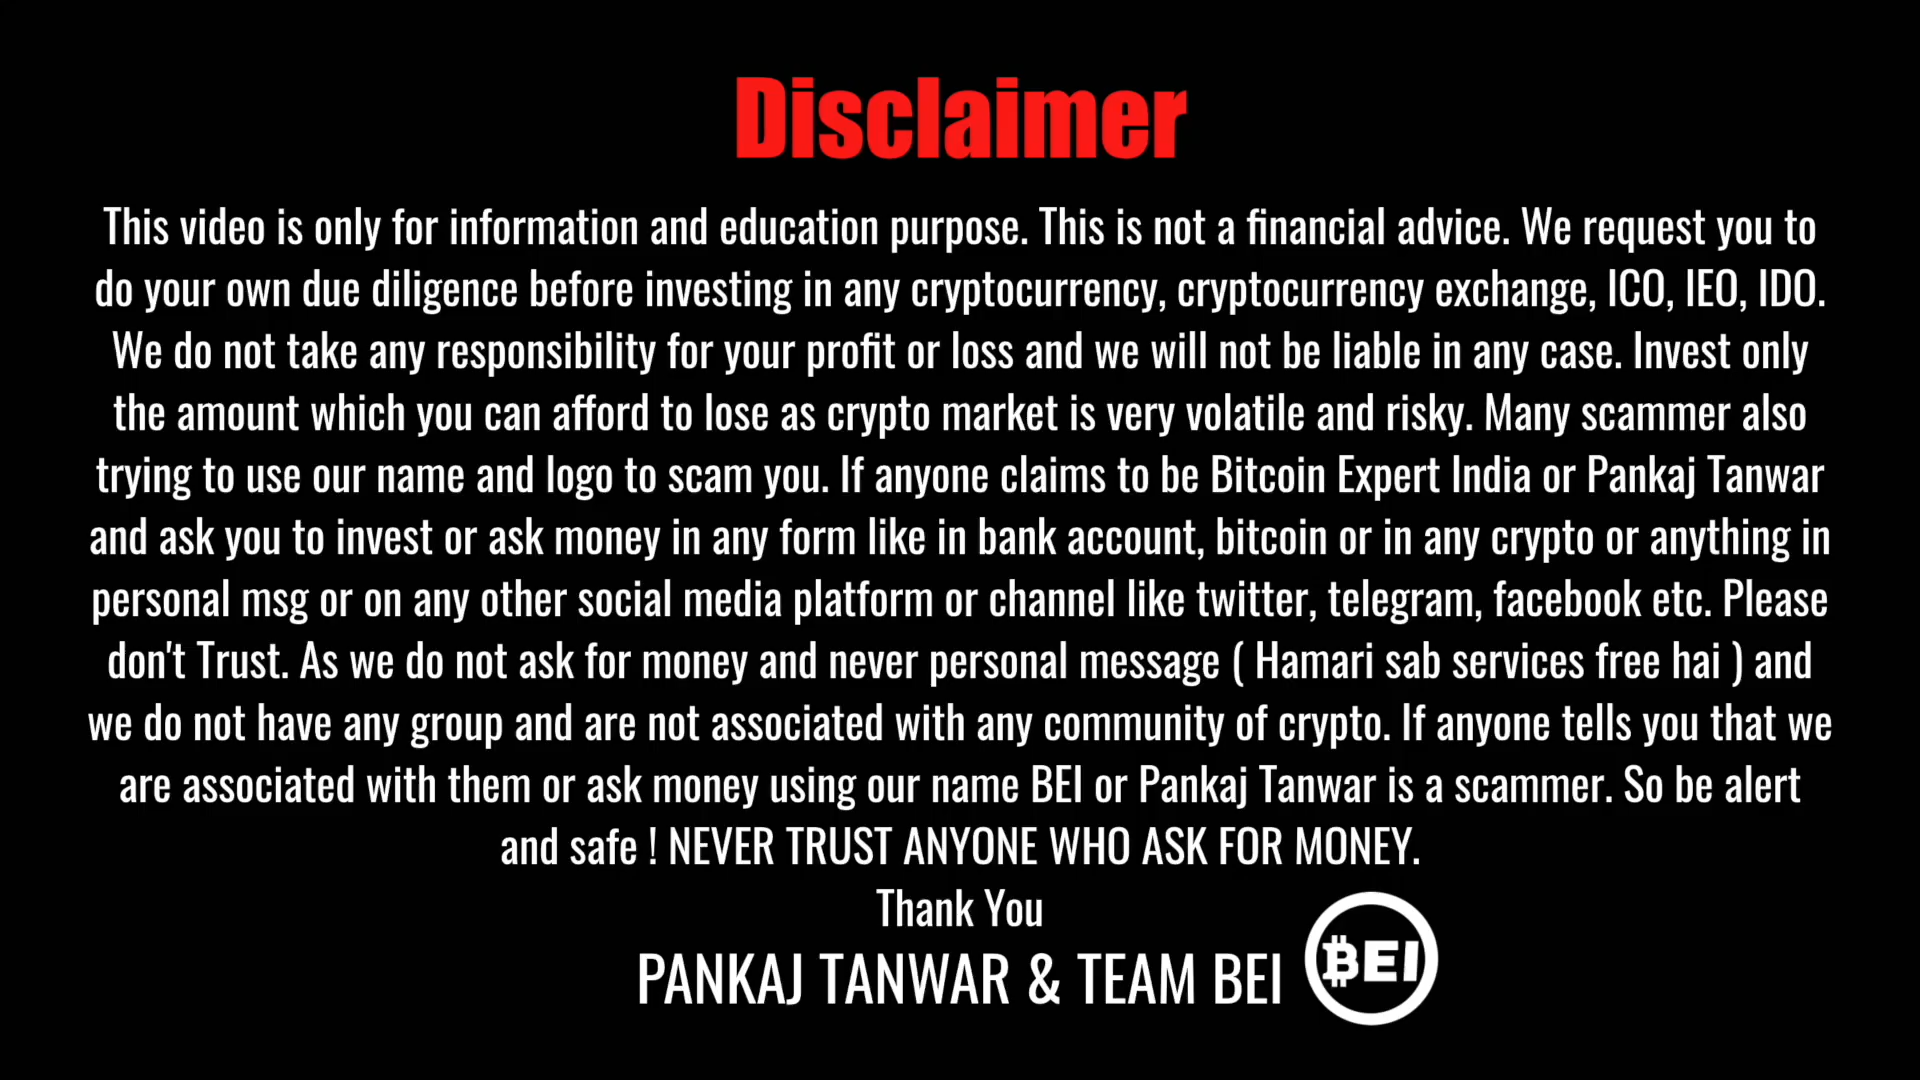 Disclaimer
This video is only for information and education purpose. This is not a financial advice. We request you to
do your own due diligence before investing in any cryptocurrency, cryptocurrency exchange, ICO, IEO, IDO.
We do not take any responsibility for your profit or loss and we will not be liable in any case. Invest only
the amount which you can afford to lose as crypto market is very volatile and risky. Many scammer also
trying to use our name and logo to scam you. If anyone claims to be Bitcoin Expert India or Pankaj Tanwar
and ask you to invest or ask money in any form like in bank account, bitcoin or in any crypto or anything in
personal msg or on any other social media platform or channel like twitter, telegram, facebook etc. Please
don't Trust. As we do not ask for money and never personal message ( Hamari sab services free hai ) and
we do not have any group and are not associated with any community of crypto. If anyone tells you that we
are associated with them or ask money using our name BEI or Pankaj Tanwar is a scammer. So be alert
and safe ! NEVER TRUST ANYONE WHO ASK FOR MONEY.
Thank You
PANKAJ TANWAR & TEAM BEI
BEI